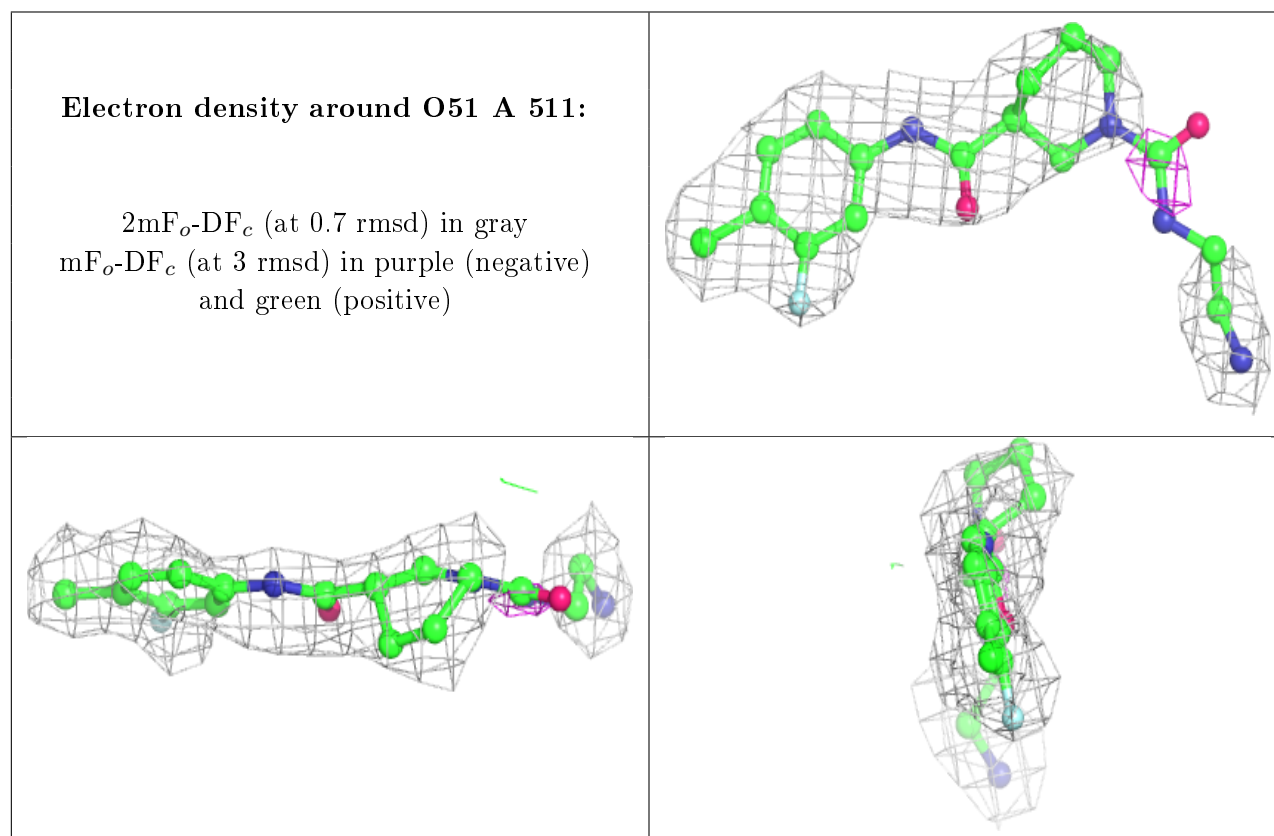 Electron density around O51 A 511:
2mFo-DFc (at 0.7 rmsd) in gray
mFo-DFc (at 3 rmsd) in purple (negative)
and green (positive)